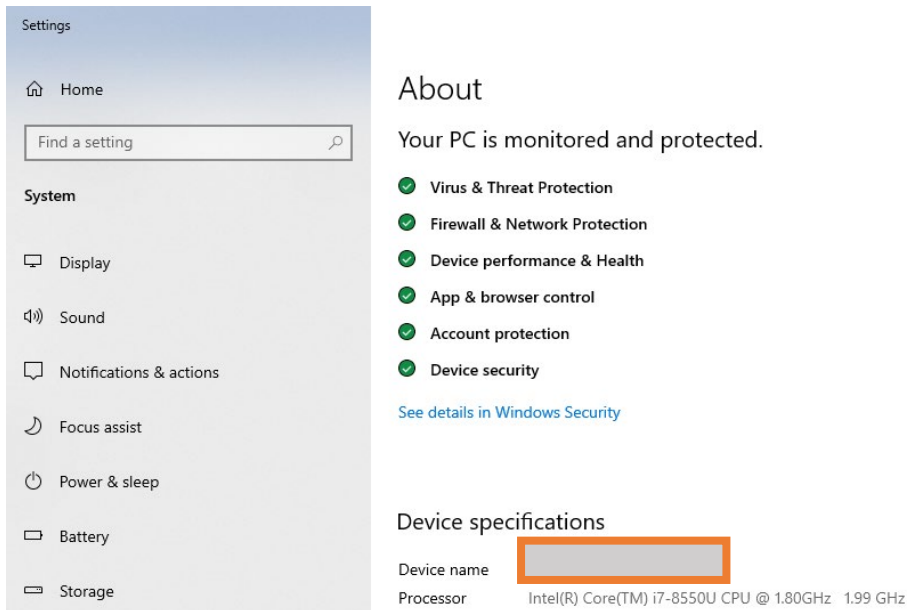 Settings
Home
Find a setting
System
Display
Sound
Notifications & actions
Focus assist
Power & sleep
Battery
Storage
About
Your PC is monitored and protected.
Virus & Threat Protection
Firewall & Network Protection
Device performance & Health
App & browser control
Account protection
Device security
See details in Windows Security
Device specifications
Device name
Processor Intel(R) Core(TM) i7-8550U CPU @ 1.80GHz 1.99 GHz